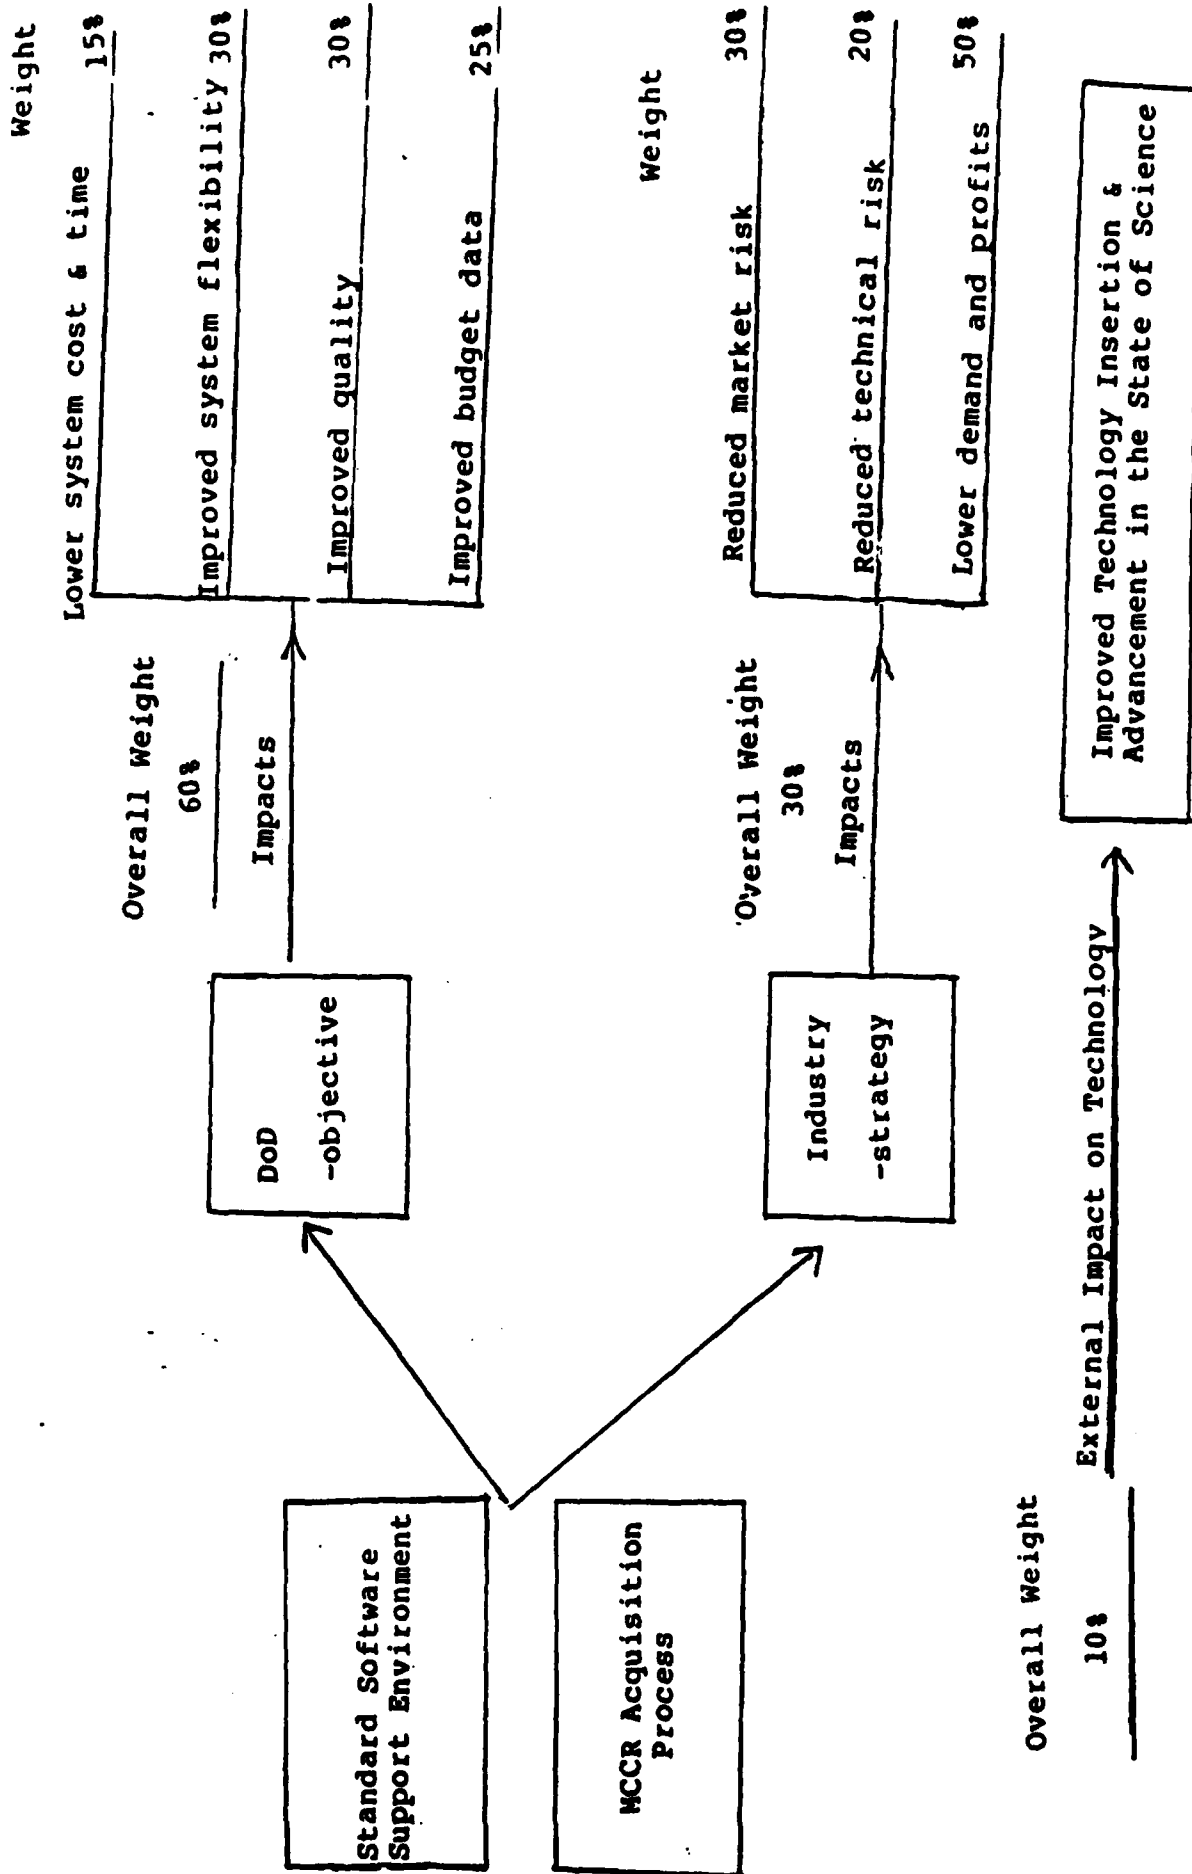 Weight
Lower system cost & time 15%
Overall Weight
60%
Improved system flexibility 30%
Impacts
DoD
-objective
Improved quality 30%
Standard Software
Support Environment
Improved budget data 25%
Weight
MCCR Acquisition
Process
Overall Weight
30%
Reduced market risk 30%
Industry
-strategy
Impacts
Reduced technical risk 20%
Lower demand and profits 50%
Overall Weight
10%
External Impact on Technology
Improved Technology Insertion &
Advancement in the State of Science